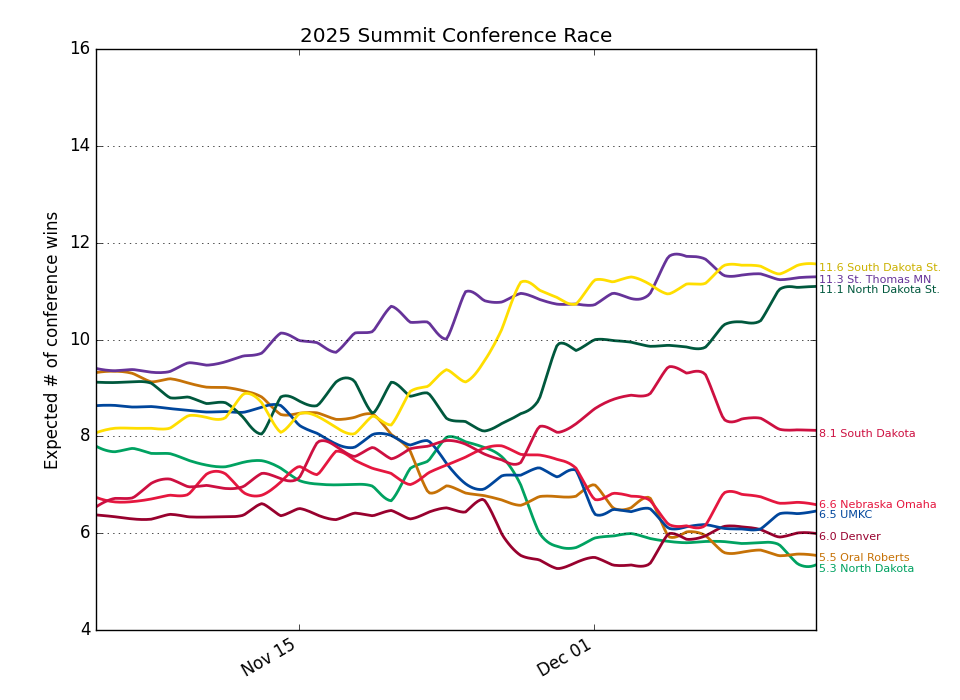 2025 Summit Conference Race
Expected # of conference wins
16
14
12
10
8
6
4
Nov 15
Dec 01
11.6 South Dakota St.
11.3 St. Thomas MN
11.1 North Dakota St.
8.1 South Dakota
6.6 Nebraska Omaha
6.5 UMKC
6.0 Denver
5.5 Oral Roberts
5.3 North Dakota